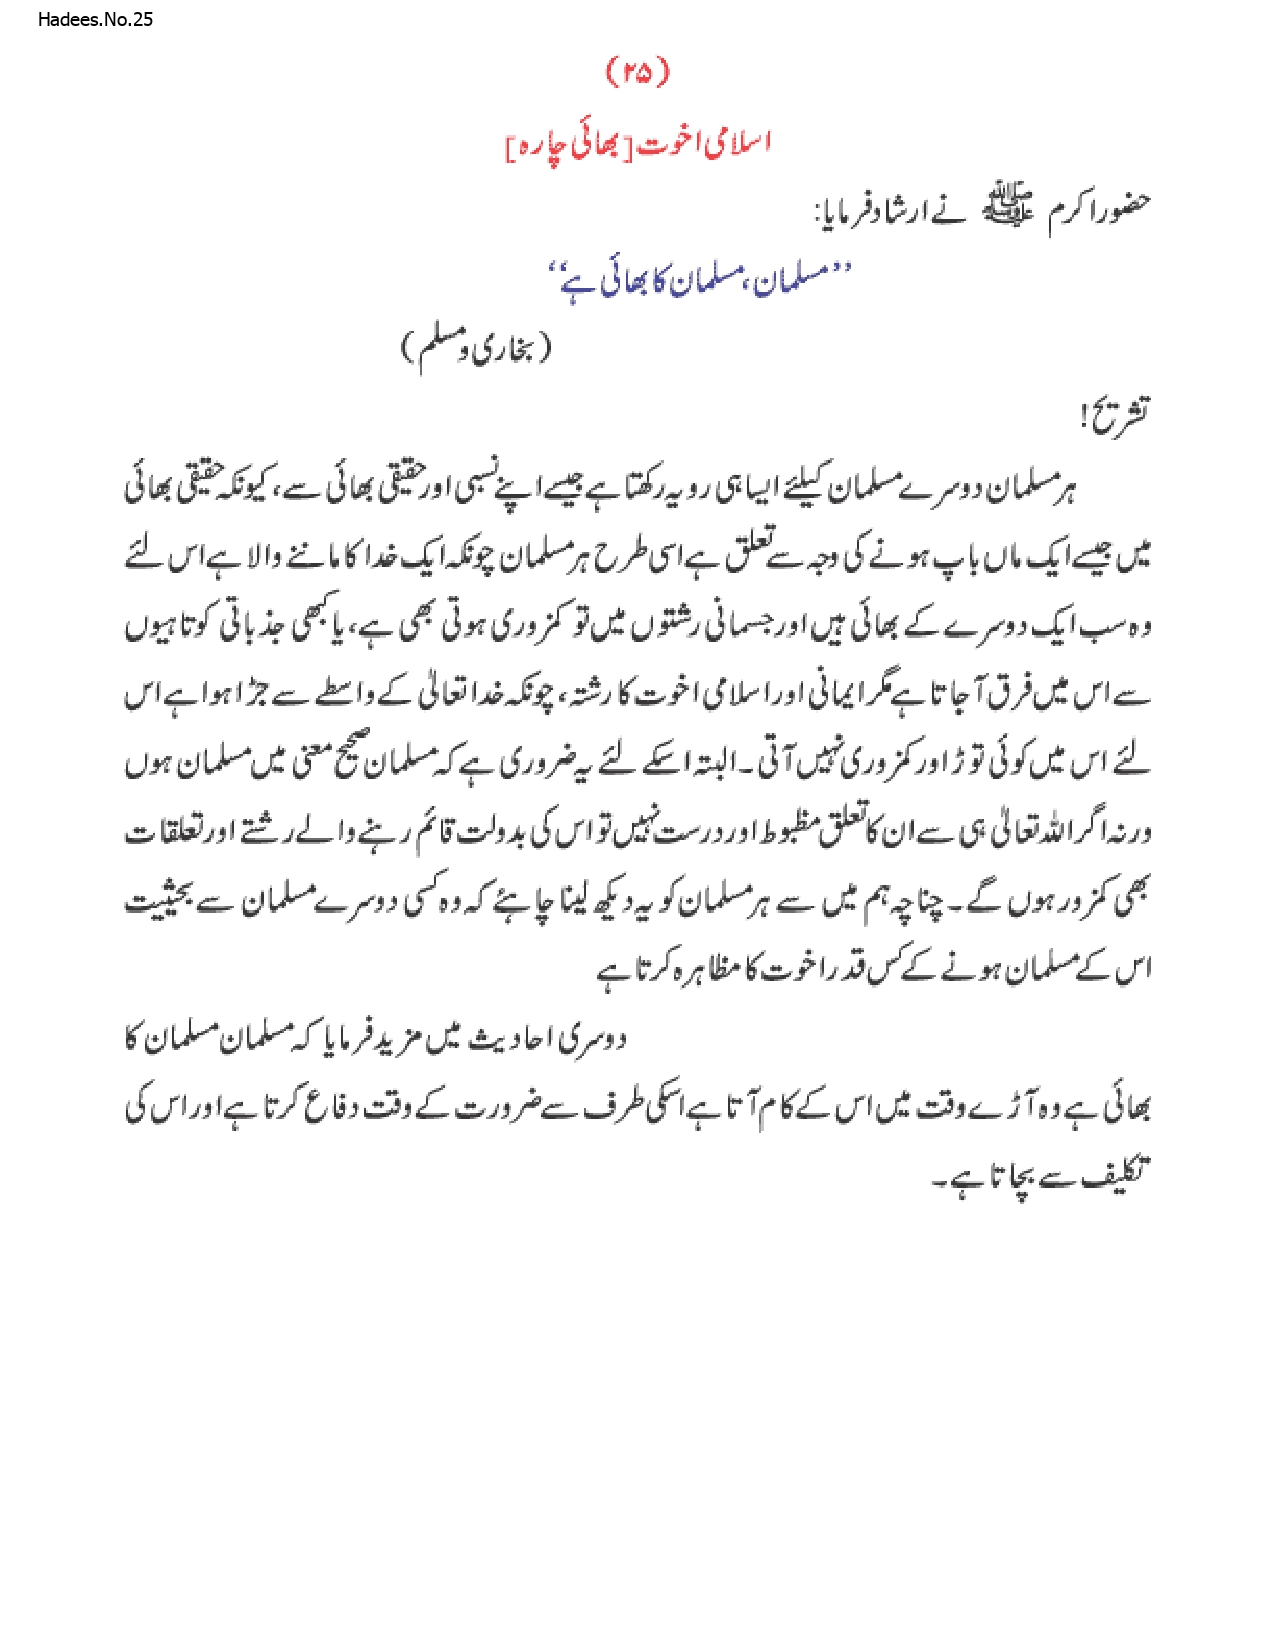 Hadees.No.25
(۲۵)
اسلامی اخوت [بھائی چارہ]
حضور اکرم ﷺ نے ارشاد فرمایا:
’’مسلمان، مسلمان کا بھائی ہے‘‘
(بخاری و مسلم)
تشریح!
ہر مسلمان دوسرے مسلمان کیلئے ایسا ہی رویہ رکھتا ہے جیسے اپنے نسبی اور حقیقی بھائی سے، کیونکہ حقیقی بھائی
میں جیسے ایک ماں باپ ہونے کی وجہ سے تعلق ہے اسی طرح ہر مسلمان چونکہ ایک خدا کا ماننے والا ہے اس لئے
وہ سب ایک دوسرے کے بھائی ہیں اور جسمانی رشتوں میں تو کمزوری ہوتی بھی ہے، یا کبھی جذباتی کوتاہیوں
سے اس میں فرق آ جاتا ہے مگر ایمانی اور اسلامی اخوت کا رشتہ، چونکہ خدا تعالیٰ کے واسطے سے جڑا ہوا ہے اس
لئے اس میں کوئی توڑ اور کمزوری نہیں آتی۔ البتہ اسکے لئے یہ ضروری ہے کہ مسلمان صحیح معنی میں مسلمان ہوں
ورنہ اگر اللہ تعالیٰ ہی سے ان کا تعلق مظبوط اور درست نہیں تو اس کی بدولت قائم رہنے والے رشتے اور تعلقات
بھی کمزور ہوں گے۔ چناچہ ہم میں سے ہر مسلمان کو یہ دیکھ لینا چاہئے کہ وہ کسی دوسرے مسلمان سے بحیثیت
اس کے مسلمان ہونے کے کس قدر اخوت کا مظاہرہ کرتا ہے
دوسری احادیث میں مزید فرمایا کہ مسلمان مسلمان کا
بھائی ہے وہ آڑے وقت میں اس کے کام آتا ہے اسکی طرف سے ضرورت کے وقت دفاع کرتا ہے اور اس کی
تکلیف سے بچاتا ہے۔